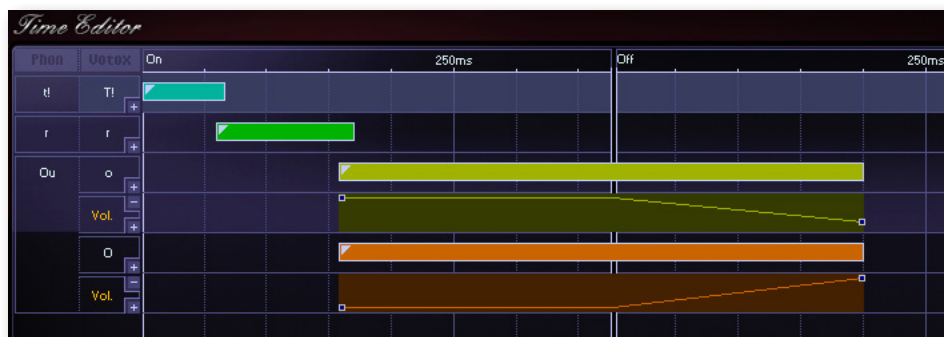 Time Editor
Phon Votox On 250ms Off 250ms
t! T!
+
r r
+
Ou o
+
Vol.
−
+
O
+
Vol.
−
+